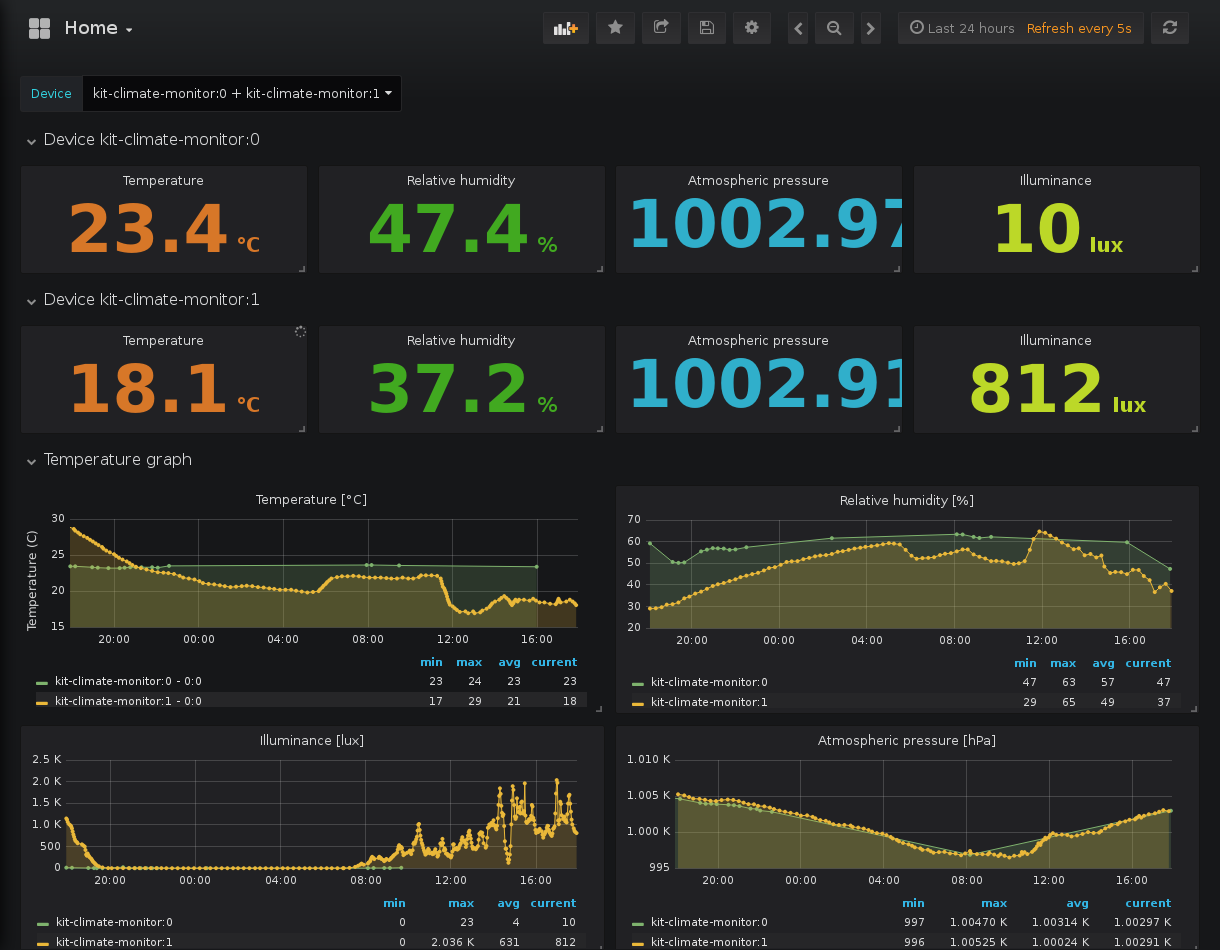 Home
Last 24 hours Refresh every 5s
Device kit-climate-monitor:0 + kit-climate-monitor:1
Device kit-climate-monitor:0
Temperature Relative humidity Atmospheric pressure Illuminance
23.4 °C 47.4 % 1002.97 10 lux
Device kit-climate-monitor:1
Temperature Relative humidity Atmospheric pressure Illuminance
18.1 °C 37.2 % 1002.91 812 lux
Temperature graph
Temperature [°C]
Temperature (C)
30
25
20
15
20:00 00:00 04:00 08:00 12:00 16:00
min max avg current
kit-climate-monitor:0 - 0:0 23 24 23 23
kit-climate-monitor:1 - 0:0 17 29 21 18
Relative humidity [%]
70
60
50
40
30
20
20:00 00:00 04:00 08:00 12:00 16:00
min max avg current
kit-climate-monitor:0 47 63 57 47
kit-climate-monitor:1 29 65 49 37
Illuminance [lux]
2.5 K
2.0 K
1.5 K
1.0 K
500
0
20:00 00:00 04:00 08:00 12:00 16:00
min max avg current
kit-climate-monitor:0 0 23 4 10
kit-climate-monitor:1 0 2.036 K 631 812
Atmospheric pressure [hPa]
1.010 K
1.005 K
1.000 K
995
20:00 00:00 04:00 08:00 12:00 16:00
min max avg current
kit-climate-monitor:0 997 1.00470 K 1.00314 K 1.00297 K
kit-climate-monitor:1 996 1.00525 K 1.00024 K 1.00291 K